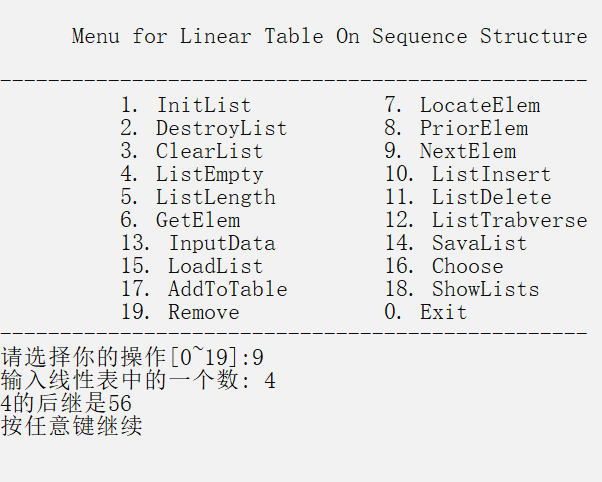 Menu for Linear Table On Sequence Structure
-------------------------------------------------
1. InitList 7. LocateElem
2. DestroyList 8. PriorElem
3. ClearList 9. NextElem
4. ListEmpty 10. ListInsert
5. ListLength 11. ListDelete
6. GetElem 12. ListTrabverse
13. InputData 14. SavaList
15. LoadList 16. Choose
17. AddToTable 18. ShowLists
19. Remove 0. Exit
-------------------------------------------------
请选择你的操作[0~19]:9
输入线性表中的一个数: 4
4的后继是56
按任意键继续